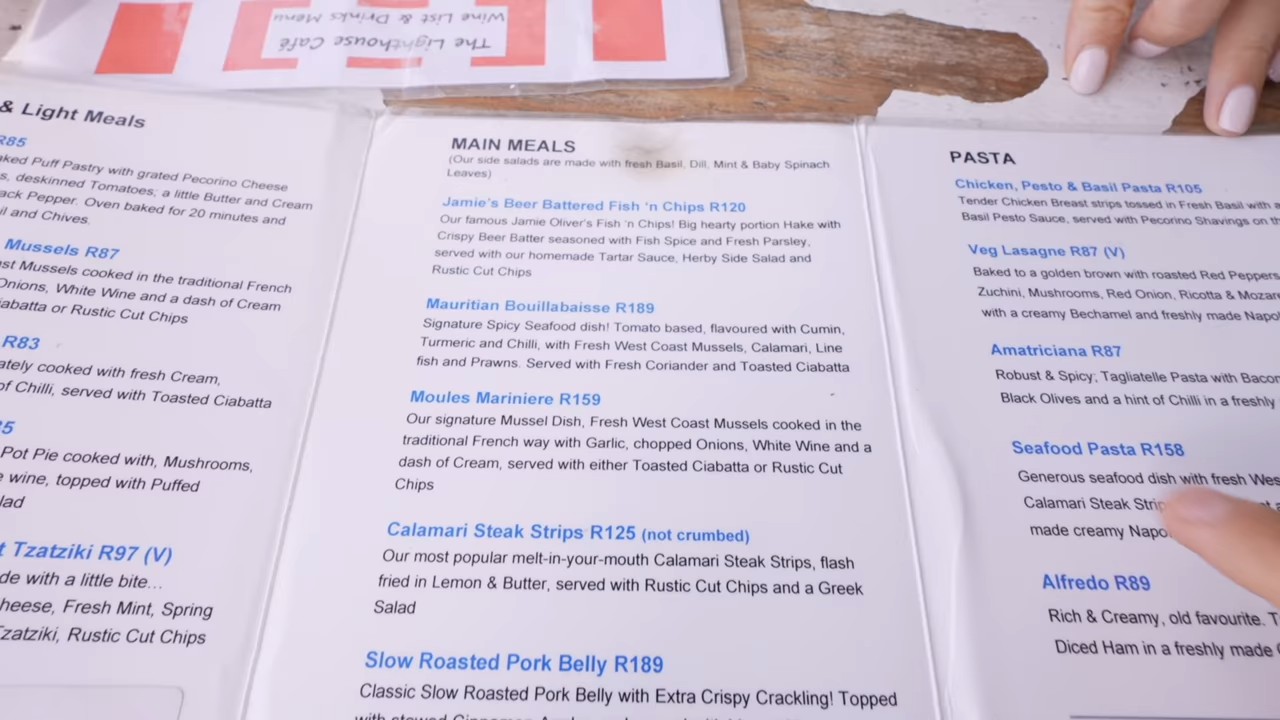 The Lighthouse Café
Wine List & Drinks Menu
& Light Meals
R85
aked Puff Pastry with grated Pecorino Cheese
s, deskinned Tomatoes; a little Butter and Cream
ack Pepper. Oven baked for 20 minutes and
il and Chives.
Mussels R87
st Mussels cooked in the traditional French
Onions, White Wine and a dash of Cream
iabatta or Rustic Cut Chips
R83
ately cooked with fresh Cream,
of Chilli, served with Toasted Ciabatta
5
Pot Pie cooked with, Mushrooms,
wine, topped with Puffed
lad
t Tzatziki R97 (V)
de with a little bite…
heese, Fresh Mint, Spring
Tzatziki, Rustic Cut Chips
MAIN MEALS
(Our side salads are made with fresh Basil, Dill, Mint & Baby Spinach
Leaves)
Jamie's Beer Battered Fish 'n Chips R120
Our famous Jamie Oliver's Fish 'n Chips! Big hearty portion Hake with
Crispy Beer Batter seasoned with Fish Spice and Fresh Parsley,
served with our homemade Tartar Sauce, Herby Side Salad and
Rustic Cut Chips
Mauritian Bouillabaisse R189
Signature Spicy Seafood dish! Tomato based, flavoured with Cumin,
Turmeric and Chilli, with Fresh West Coast Mussels, Calamari, Line
fish and Prawns. Served with Fresh Coriander and Toasted Ciabatta
Moules Mariniere R159
Our signature Mussel Dish, Fresh West Coast Mussels cooked in the
traditional French way with Garlic, chopped Onions, White Wine and a
dash of Cream, served with either Toasted Ciabatta or Rustic Cut
Chips
Calamari Steak Strips R125 (not crumbed)
Our most popular melt-in-your-mouth Calamari Steak Strips, flash
fried in Lemon & Butter, served with Rustic Cut Chips and a Greek
Salad
Slow Roasted Pork Belly R189
Classic Slow Roasted Pork Belly with Extra Crispy Crackling! Topped
PASTA
Chicken, Pesto & Basil Pasta R105
Tender Chicken Breast strips tossed in Fresh Basil with a
Basil Pesto Sauce, served with Pecorino Shavings on th
Veg Lasagne R87 (V)
Baked to a golden brown with roasted Red Peppers
Zuchini, Mushrooms, Red Onion, Ricotta & Mozar
with a creamy Bechamel and freshly made Napol
Amatriciana R87
Robust & Spicy; Tagliatelle Pasta with Bacon
Black Olives and a hint of Chilli in a freshly
Seafood Pasta R158
Generous seafood dish with fresh Wes
Calamari Steak Strip
made creamy Napo
Alfredo R89
Rich & Creamy, old favourite. T
Diced Ham in a freshly made